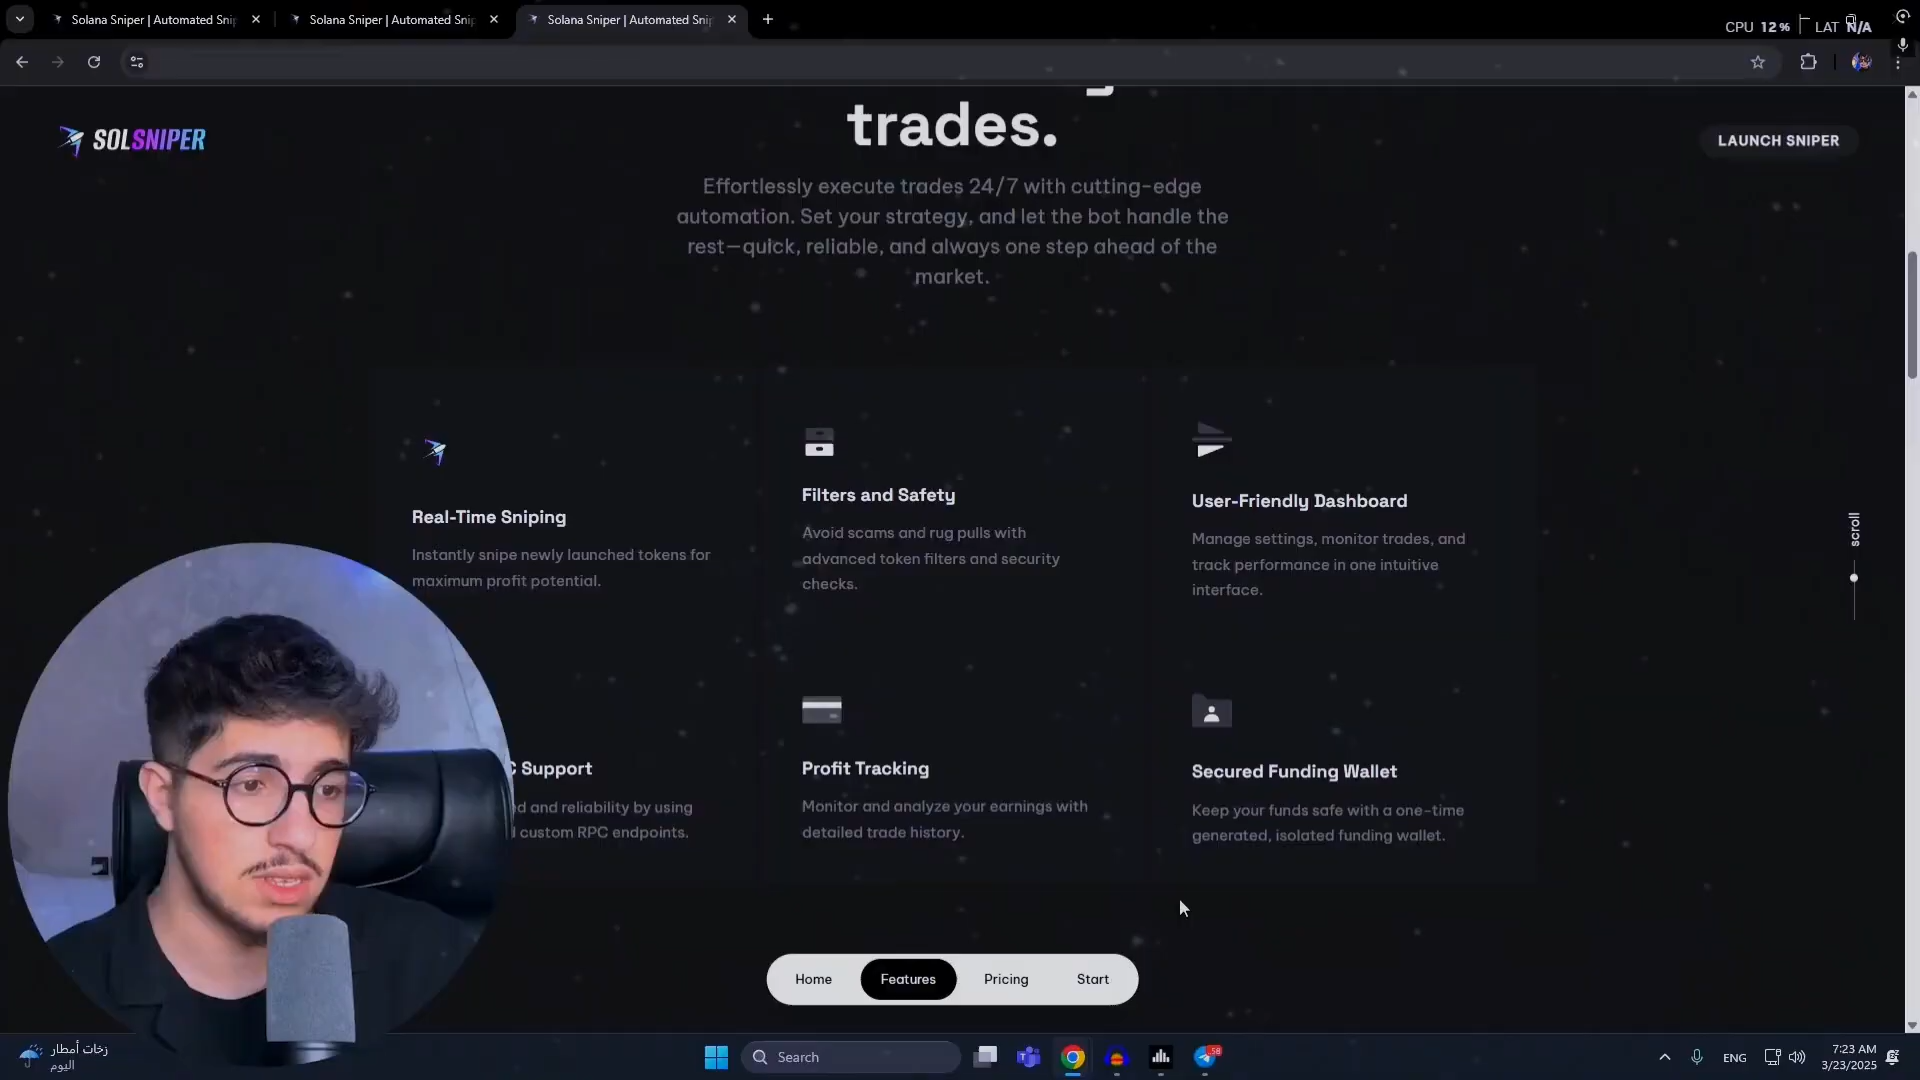 Solana Sniper | Automated Snip
Solana Sniper | Automated Snip
Solana Sniper | Automated Snip
CPU 12 % LAT N/A
SOLSNIPER
LAUNCH SNIPER
trades.
Effortlessly execute trades 24/7 with cutting-edge
automation. Set your strategy, and let the bot handle the
rest—quick, reliable, and always one step ahead of the
market.
Real-Time Sniping
Instantly snipe newly launched tokens for
maximum profit potential.
Filters and Safety
Avoid scams and rug pulls with
advanced token filters and security
checks.
User-Friendly Dashboard
Manage settings, monitor trades, and
track performance in one intuitive
interface.
scroll
C Support
d and reliability by using
custom RPC endpoints.
Profit Tracking
Monitor and analyze your earnings with
detailed trade history.
Secured Funding Wallet
Keep your funds safe with a one-time
generated, isolated funding wallet.
Home Features Pricing Start
زخات أمطار
اليوم
Search
58
ENG
7:23 AM
3/23/2025